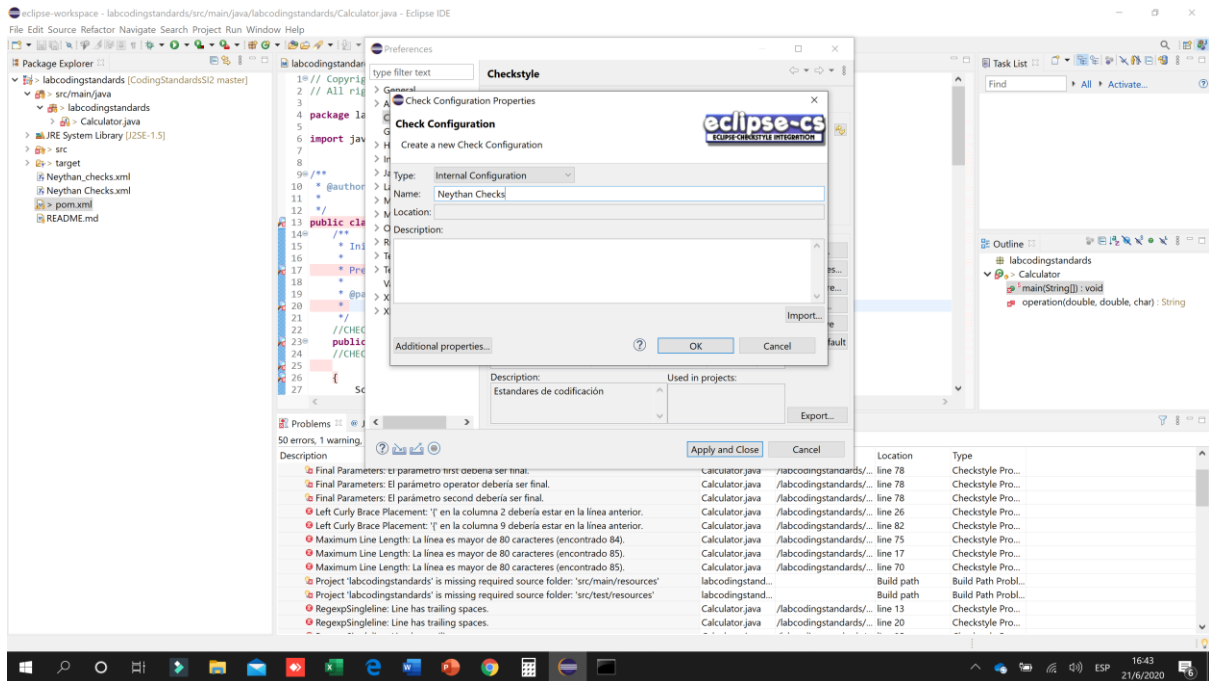 eclipse-workspace - labcodingstandards/src/main/java/labcodingstandards/Calculator.java - Eclipse IDE
File Edit Source Refactor Navigate Search Project Run Window Help
Package Explorer
labcodingstandards [CodingStandardsSI2 master]
src/main/java
labcodingstandards
Calculator.java
JRE System Library [J2SE-1.5]
src
target
Neythan_checks.xml
Neythan Checks.xml
pom.xml
README.md
labcodingstandar
1 // Copyrig
2 // All rig
3
4 package la
5
6 import jav
7
8
9 /**
10 * @author
11 *
12 */
13 public cla
14 /**
15 * Ini
16 *
17 * Pre
18 *
19 * @pa
20 *
21 */
22 //CHEC
23 public
24 //CHEC
25
26 {
27 Sc
Preferences
type filter text
General
Checkstyle
Check Configuration Properties
Check Configuration
Create a new Check Configuration
eclipse-cs
ECLIPSE-CHECKSTYLE INTEGRATION
Type: Internal Configuration
Name: Neythan Checks
Location:
Description:
Import...
Additional properties...
OK
Cancel
Description:
Estandares de codificación
Used in projects:
Export...
Apply and Close
Cancel
Task List
Find
All
Activate...
Outline
labcodingstandards
Calculator
main(String[]) : void
operation(double, double, char) : String
Problems
50 errors, 1 warning,
Description Location Type
Final Parameters: El parámetro first debería ser final. Calculator.java /labcodingstandards/... line 78 Checkstyle Pro...
Final Parameters: El parámetro operator debería ser final. Calculator.java /labcodingstandards/... line 78 Checkstyle Pro...
Final Parameters: El parámetro second debería ser final. Calculator.java /labcodingstandards/... line 78 Checkstyle Pro...
Left Curly Brace Placement: '{' en la columna 2 debería estar en la línea anterior. Calculator.java /labcodingstandards/... line 26 Checkstyle Pro...
Left Curly Brace Placement: '{' en la columna 9 debería estar en la línea anterior. Calculator.java /labcodingstandards/... line 82 Checkstyle Pro...
Maximum Line Length: La línea es mayor de 80 caracteres (encontrado 84). Calculator.java /labcodingstandards/... line 75 Checkstyle Pro...
Maximum Line Length: La línea es mayor de 80 caracteres (encontrado 85). Calculator.java /labcodingstandards/... line 17 Checkstyle Pro...
Maximum Line Length: La línea es mayor de 80 caracteres (encontrado 85). Calculator.java /labcodingstandards/... line 70 Checkstyle Pro...
Project 'labcodingstandards' is missing required source folder: 'src/main/resources' labcodingstand... Build path Build Path Probl...
Project 'labcodingstandards' is missing required source folder: 'src/test/resources' labcodingstand... Build path Build Path Probl...
RegexpSingleline: Line has trailing spaces. Calculator.java /labcodingstandards/... line 13 Checkstyle Pro...
RegexpSingleline: Line has trailing spaces. Calculator.java /labcodingstandards/... line 20 Checkstyle Pro...
ESP
16:43
21/6/2020